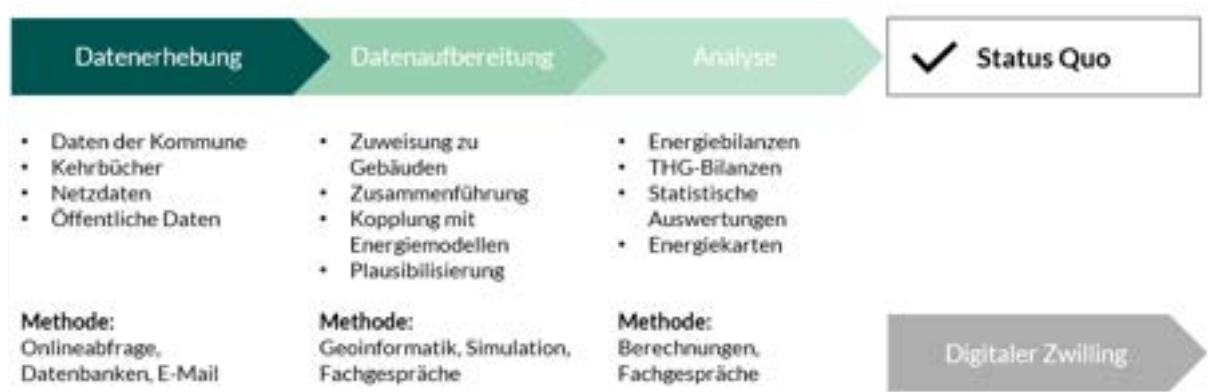 Datenerhebung
Datenaufbereitung
Analyse
Status Quo
• Daten der Kommune
• Kehrbücher
• Netzdaten
• Öffentliche Daten
• Zuweisung zu
Gebäuden
• Zusammenführung
• Kopplung mit
Energiemodellen
• Plausibilisierung
• Energiebilanzen
• THG-Bilanzen
• Statistische
Auswertungen
• Energiekarten
Methode:
Onlineabfrage,
Datenbanken, E-Mail
Methode:
Geoinformatik, Simulation,
Fachgespräche
Methode:
Berechnungen,
Fachgespräche
Digitaler Zwilling